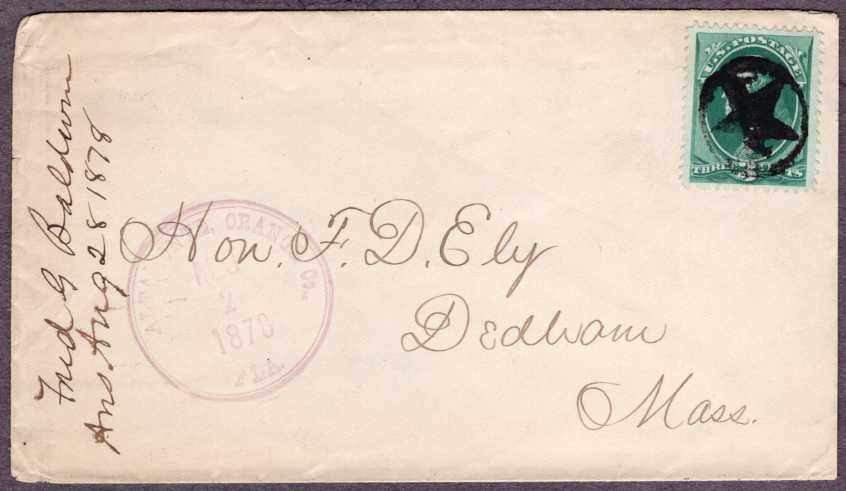 Fred G Baldwin
Ans. Aug 28 1878
U.S. POSTAGE
THREE CENTS
ORANGE Co.
2
1878
FLA.
Hon. F. D. Ely
Dedham
Mass.